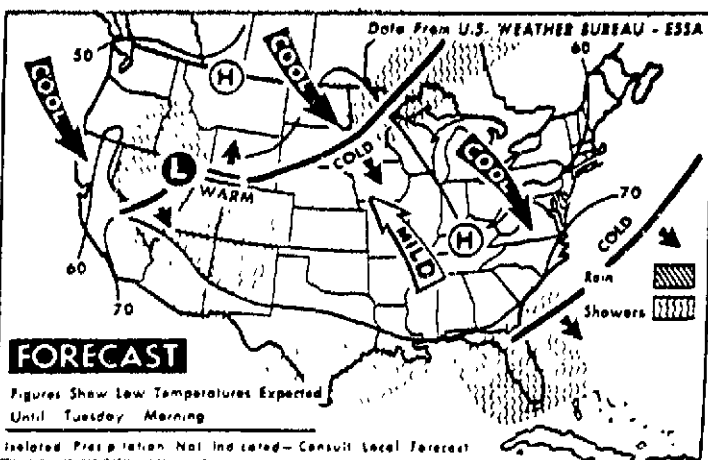 Data From U.S. WEATHER BUREAU - ESSA
50
60
COOL
H
COOL
COOL
L
WARM
COLD
COOL
MILD
H
70
COLD
60
70
Rain
Showers
FORECAST
Figures Show Low Temperatures Expected
Until Tuesday Morning
Isolated Precipitation Not Indicated – Consult Local Forecast